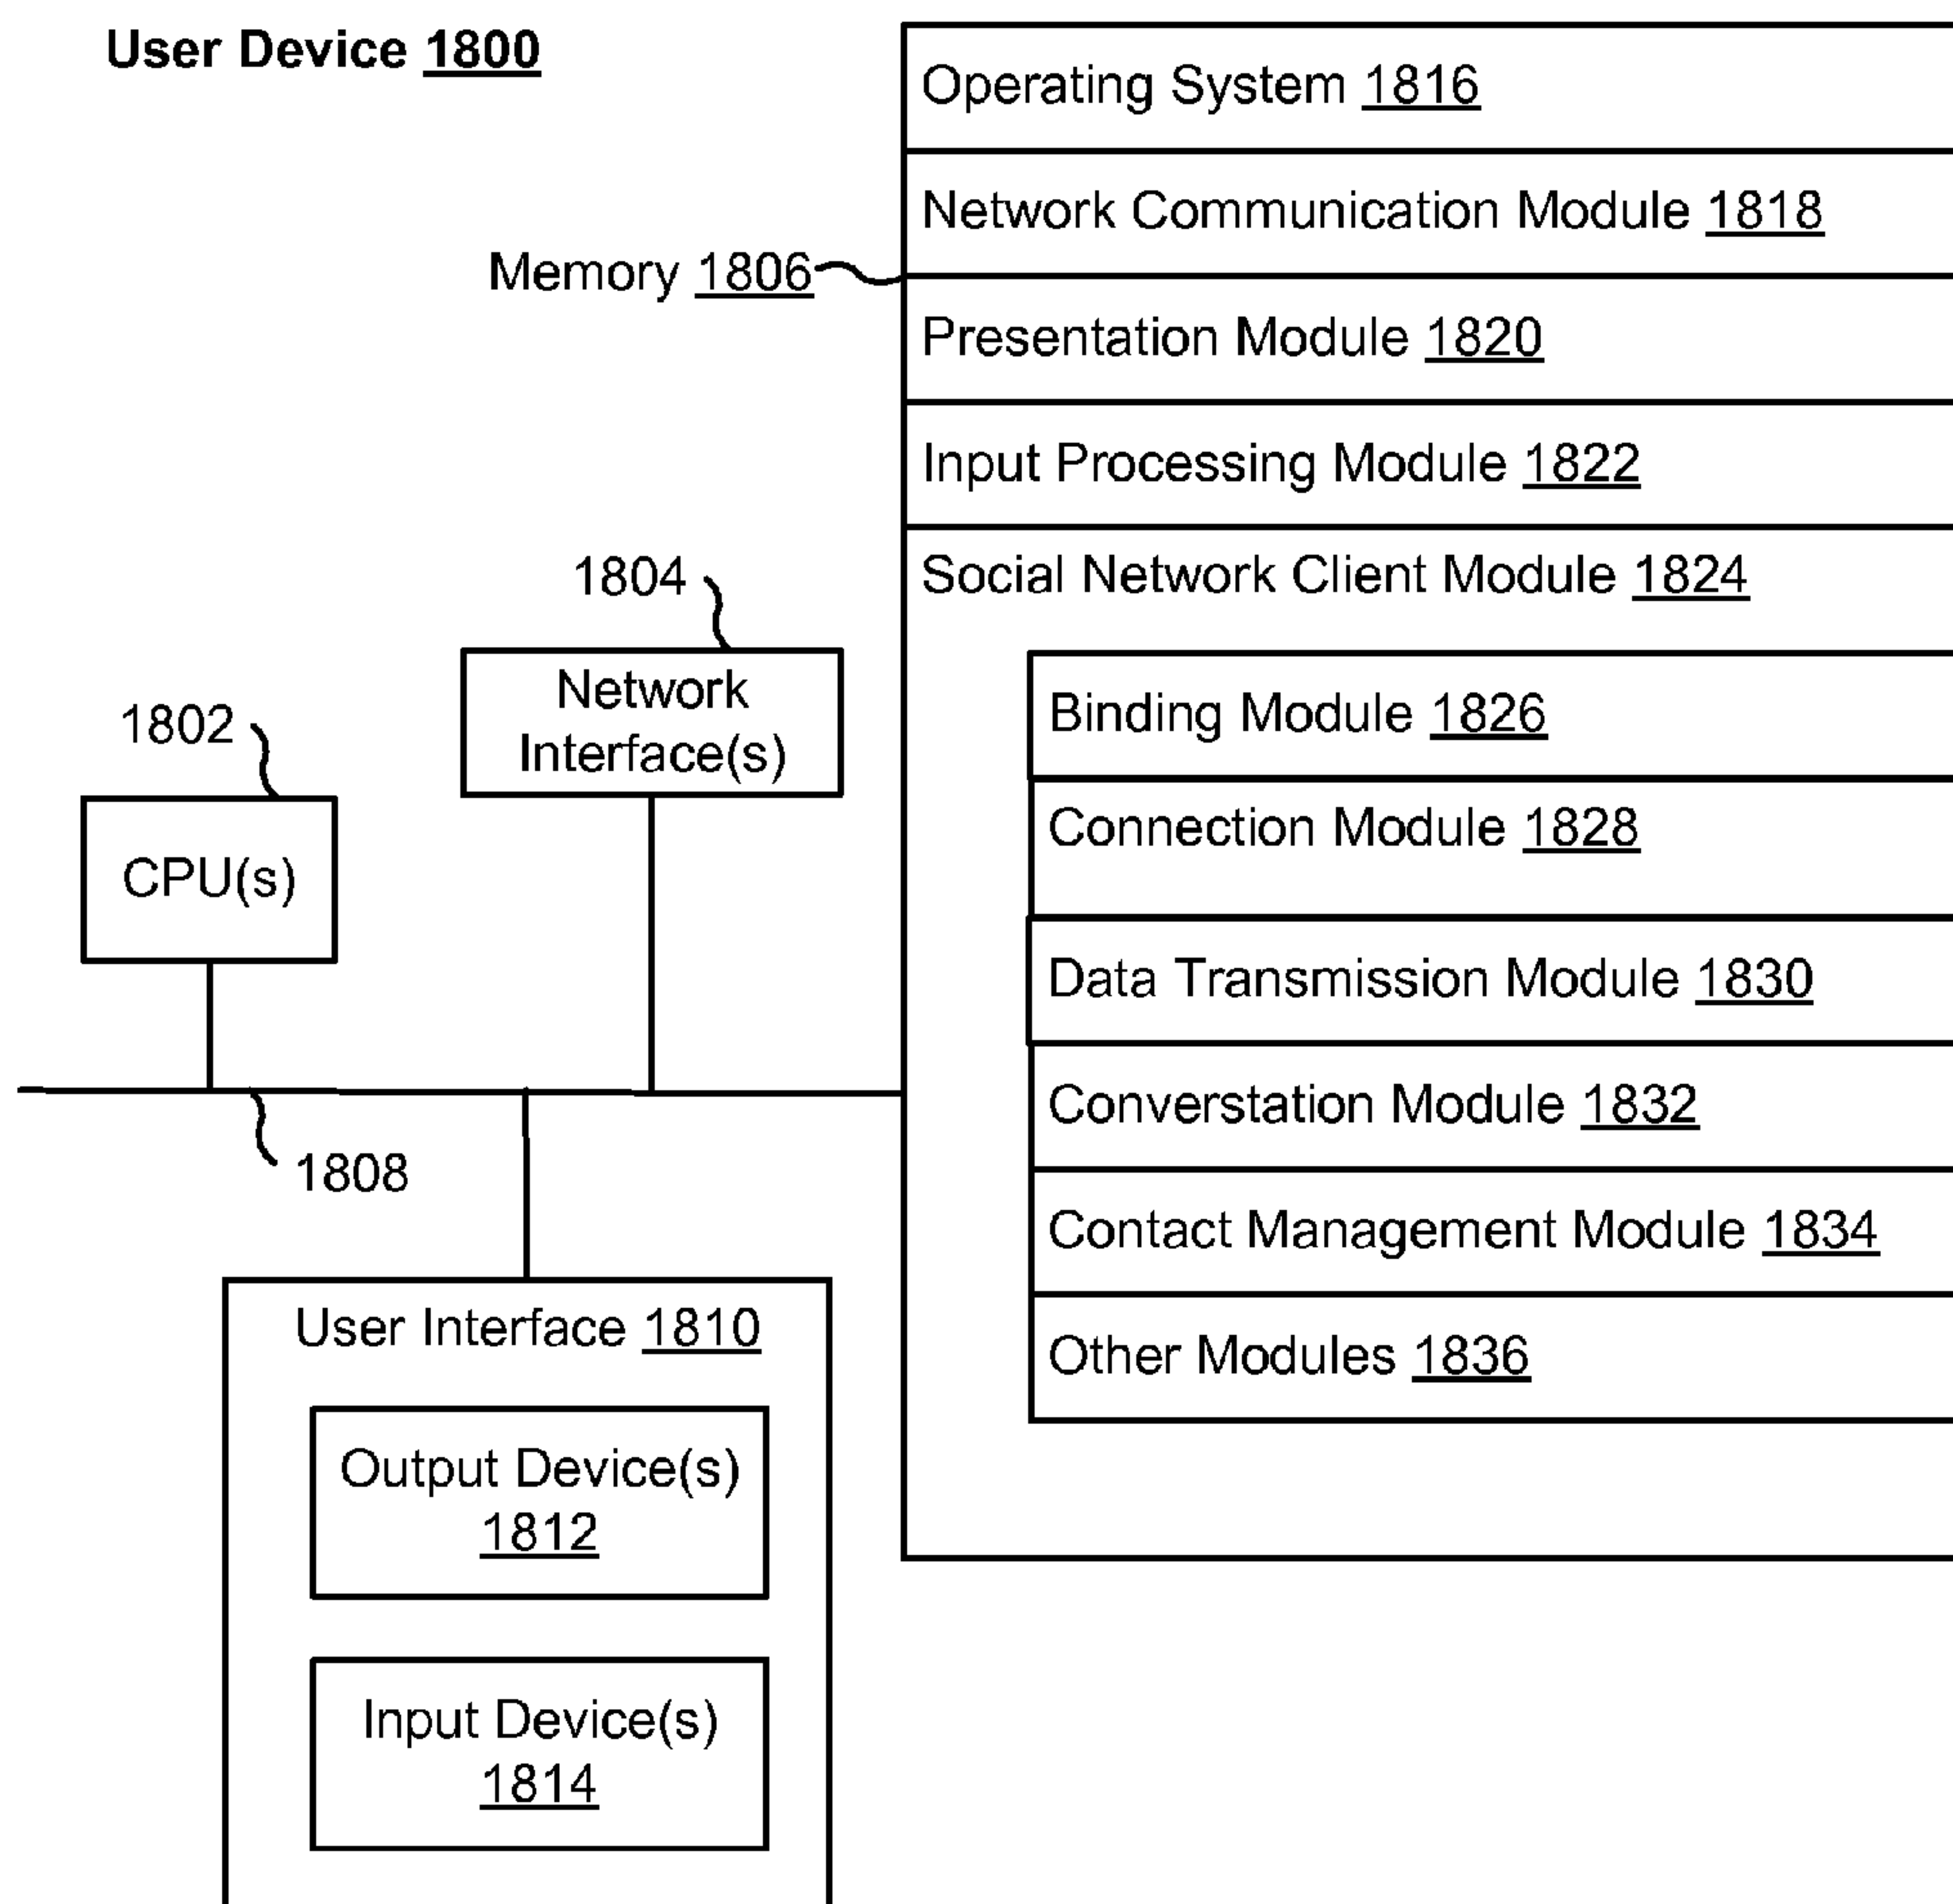 User Device 1800
Operating System 1816
Network Communication Module 1818
Memory 1806
Presentation Module 1820
Input Processing Module 1822
Social Network Client Module 1824
1804
Network
Interface(s)
1802
CPU(s)
Binding Module 1826
Connection Module 1828
Data Transmission Module 1830
Converstation Module 1832
Contact Management Module 1834
Other Modules 1836
1808
User Interface 1810
Output Device(s)
1812
Input Device(s)
1814